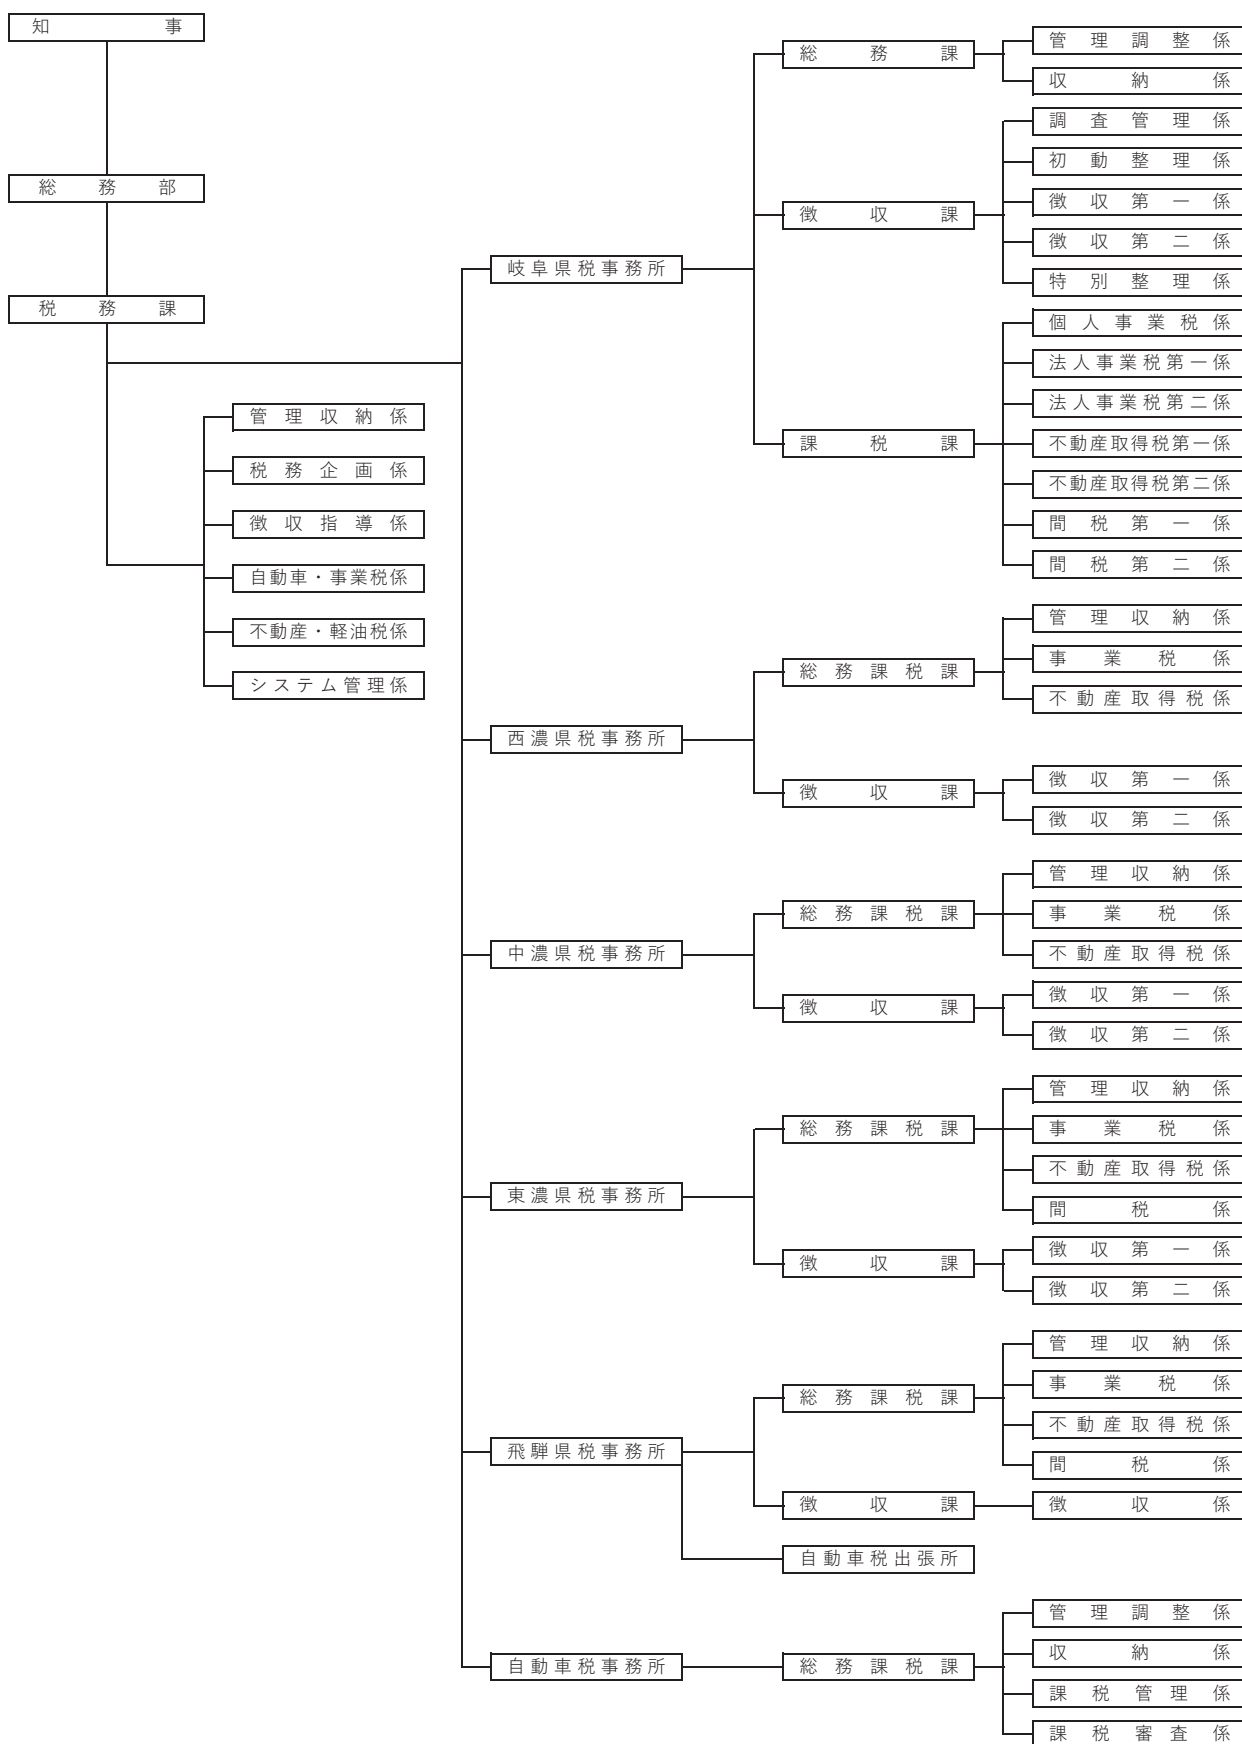 知事
総務部
税務課
管理収納係
税務企画係
徴収指導係
自動車・事業税係
不動産・軽油税係
システム管理係
岐阜県税事務所
総務課
管理調整係
収納係
徴収課
調査管理係
初動整理係
徴収第一係
徴収第二係
特別整理係
課税課
個人事業税係
法人事業税第一係
法人事業税第二係
不動産取得税第一係
不動産取得税第二係
間税第一係
間税第二係
西濃県税事務所
総務課税課
管理収納係
事業税係
不動産取得税係
徴収課
徴収第一係
徴収第二係
中濃県税事務所
総務課税課
管理収納係
事業税係
不動産取得税係
徴収課
徴収第一係
徴収第二係
東濃県税事務所
総務課税課
管理収納係
事業税係
不動産取得税係
間税係
徴収課
徴収第一係
徴収第二係
飛騨県税事務所
総務課税課
管理収納係
事業税係
不動産取得税係
間税係
徴収課
徴収係
自動車税出張所
自動車税事務所
総務課税課
管理調整係
収納係
課税管理係
課税審査係